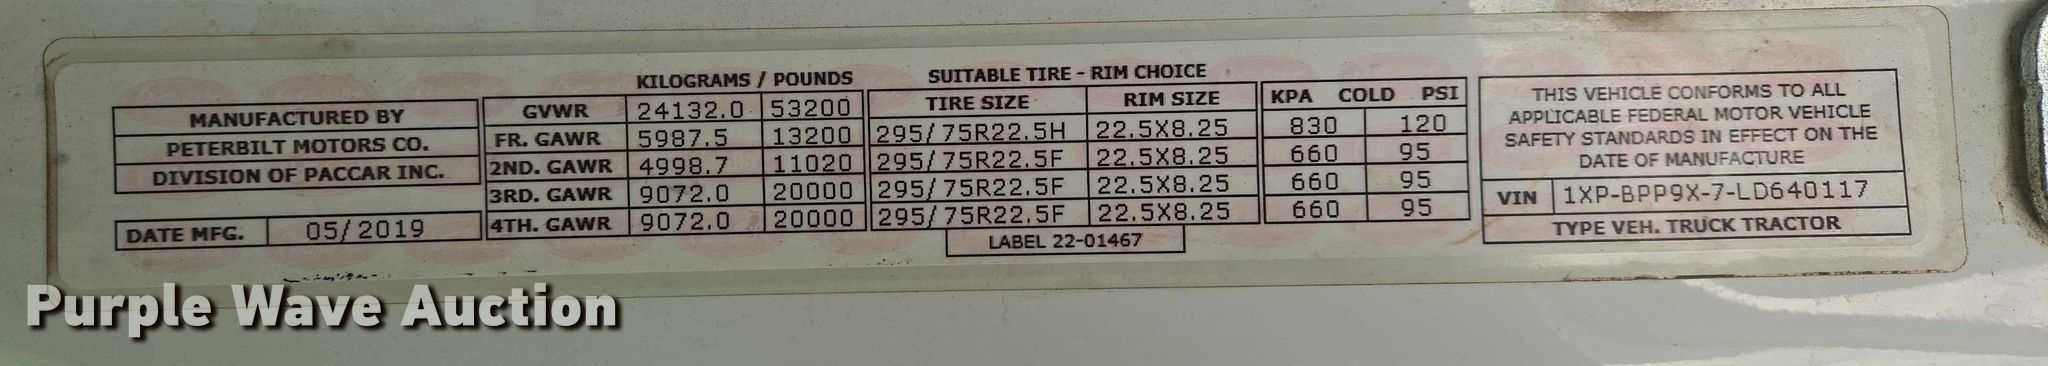 KILOGRAMS / POUNDS SUITABLE TIRE - RIM CHOICE
MANUFACTURED BY
PETERBILT MOTORS CO.
DIVISION OF PACCAR INC.
DATE MFG. 05/2019
GVWR 24132.0 53200 TIRE SIZE RIM SIZE KPA COLD PSI
FR. GAWR 5987.5 13200 295/75R22.5H 22.5X8.25 830 120
2ND. GAWR 4998.7 11020 295/75R22.5F 22.5X8.25 660 95
3RD. GAWR 9072.0 20000 295/75R22.5F 22.5X8.25 660 95
4TH. GAWR 9072.0 20000 295/75R22.5F 22.5X8.25 660 95
LABEL 22-01467
THIS VEHICLE CONFORMS TO ALL
APPLICABLE FEDERAL MOTOR VEHICLE
SAFETY STANDARDS IN EFFECT ON THE
DATE OF MANUFACTURE
VIN 1XP-BPP9X-7-LD640117
TYPE VEH. TRUCK TRACTOR
Purple Wave Auction